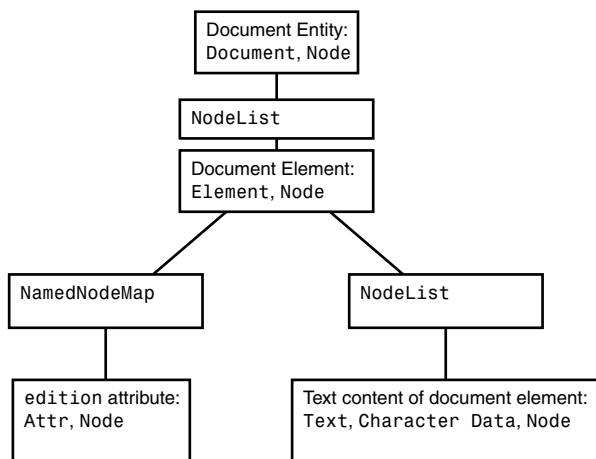 Document Entity:
Document, Node
NodeList
Document Element:
Element, Node
NamedNodeMap
NodeList
edition attribute:
Attr, Node
Text content of document element:
Text, Character Data, Node